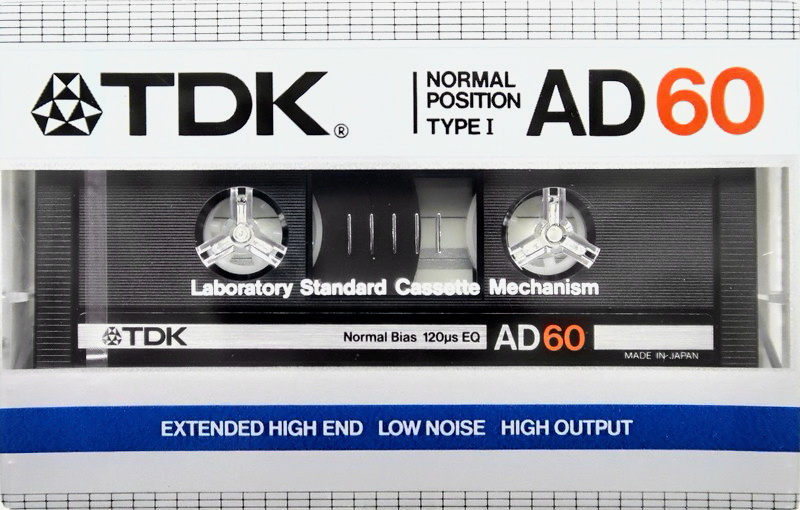 TDK®
NORMAL
POSITION
TYPE I
AD 60
Laboratory Standard Cassette Mechanism
TDK
Normal Bias 120μs EQ
AD60
MADE IN JAPAN
EXTENDED HIGH END LOW NOISE HIGH OUTPUT